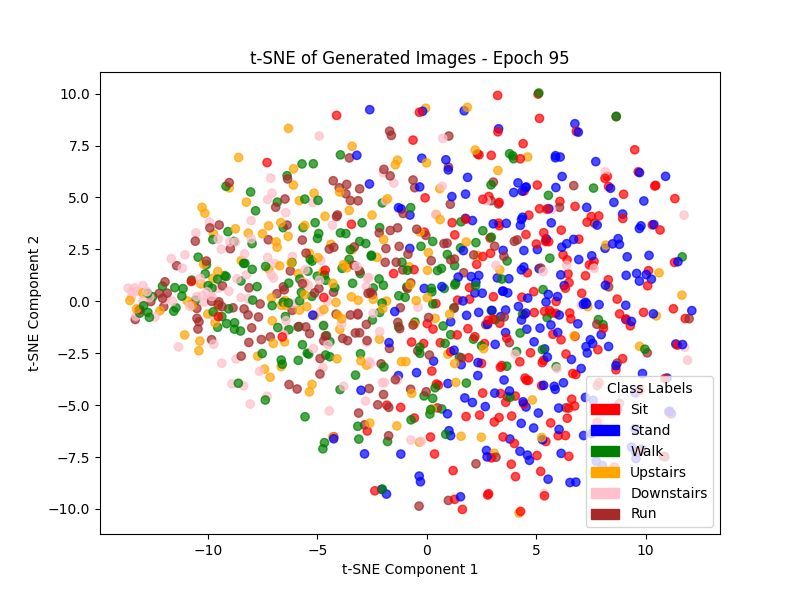 t-SNE of Generated Images - Epoch 95
t-SNE Component 2
10.0
7.5
5.0
2.5
0.0
−2.5
−5.0
−7.5
−10.0
Class Labels
Sit
Stand
Walk
Upstairs
Downstairs
Run
−10
−5
0
5
10
t-SNE Component 1